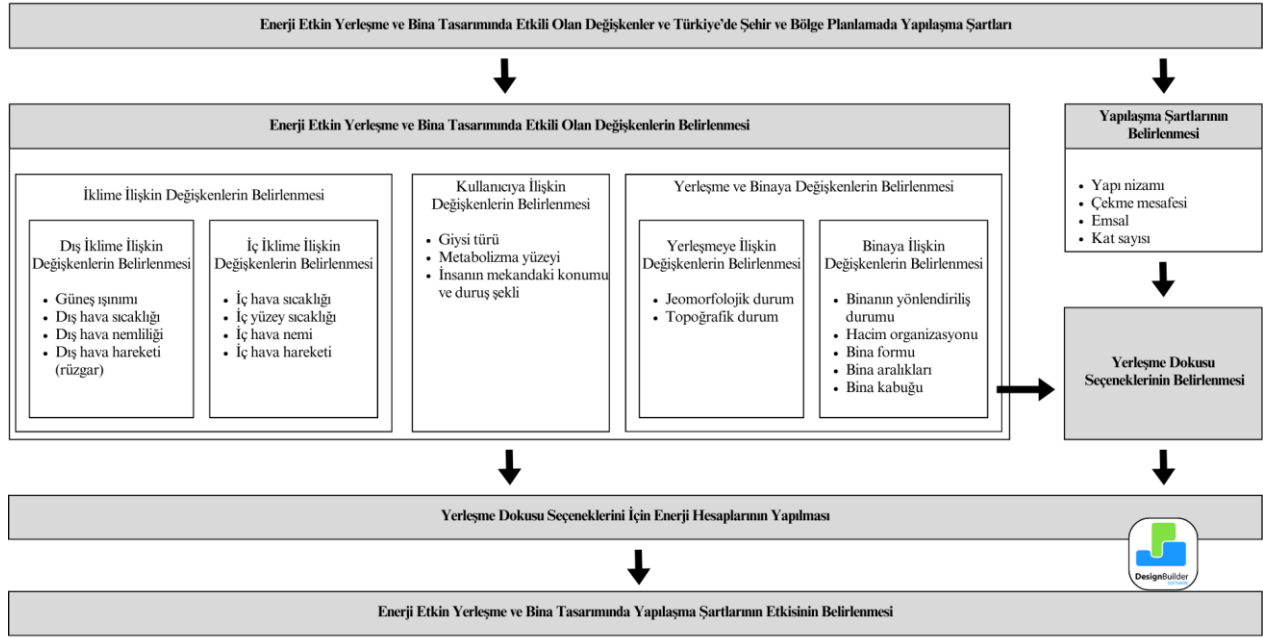 Enerji Etkin Yerleşme ve Bina Tasarımında Etkili Olan Değişkenler ve Türkiye'de Şehir ve Bölge Planlamada Yapılaşma Şartları
Enerji Etkin Yerleşme ve Bina Tasarımında Etkili Olan Değişkenlerin Belirlenmesi
İklime İlişkin Değişkenlerin Belirlenmesi
Dış İklime İlişkin
Değişkenlerin Belirlenmesi
• Güneş ışınımı
• Dış hava sıcaklığı
• Dış hava nemliliği
• Dış hava hareketi
(rüzgar)
İç İklime İlişkin
Değişkenlerin Belirlenmesi
• İç hava sıcaklığı
• İç yüzey sıcaklığı
• İç hava nemi
• İç hava hareketi
Kullanıcıya İlişkin
Değişkenlerin Belirlenmesi
• Giysi türü
• Metabolizma yüzeyi
• İnsanın mekandaki konumu
ve duruş şekli
Yerleşme ve Binaya Değişkenlerin Belirlenmesi
Yerleşmeye İlişkin
Değişkenlerin Belirlenmesi
• Jeomorfolojik durum
• Topoğrafik durum
Binaya İlişkin
Değişkenlerin Belirlenmesi
• Binanın yönlendiriliş
durumu
• Hacim organizasyonu
• Bina formu
• Bina aralıkları
• Bina kabuğu
Yapılaşma Şartlarının
Belirlenmesi
• Yapı nizamı
• Çekme mesafesi
• Emsal
• Kat sayısı
Yerleşme Dokusu
Seçeneklerinin Belirlenmesi
Yerleşme Dokusu Seçeneklerini İçin Enerji Hesaplarının Yapılması
DesignBuilder
SOFTWARE
Enerji Etkin Yerleşme ve Bina Tasarımında Yapılaşma Şartlarının Etkisinin Belirlenmesi